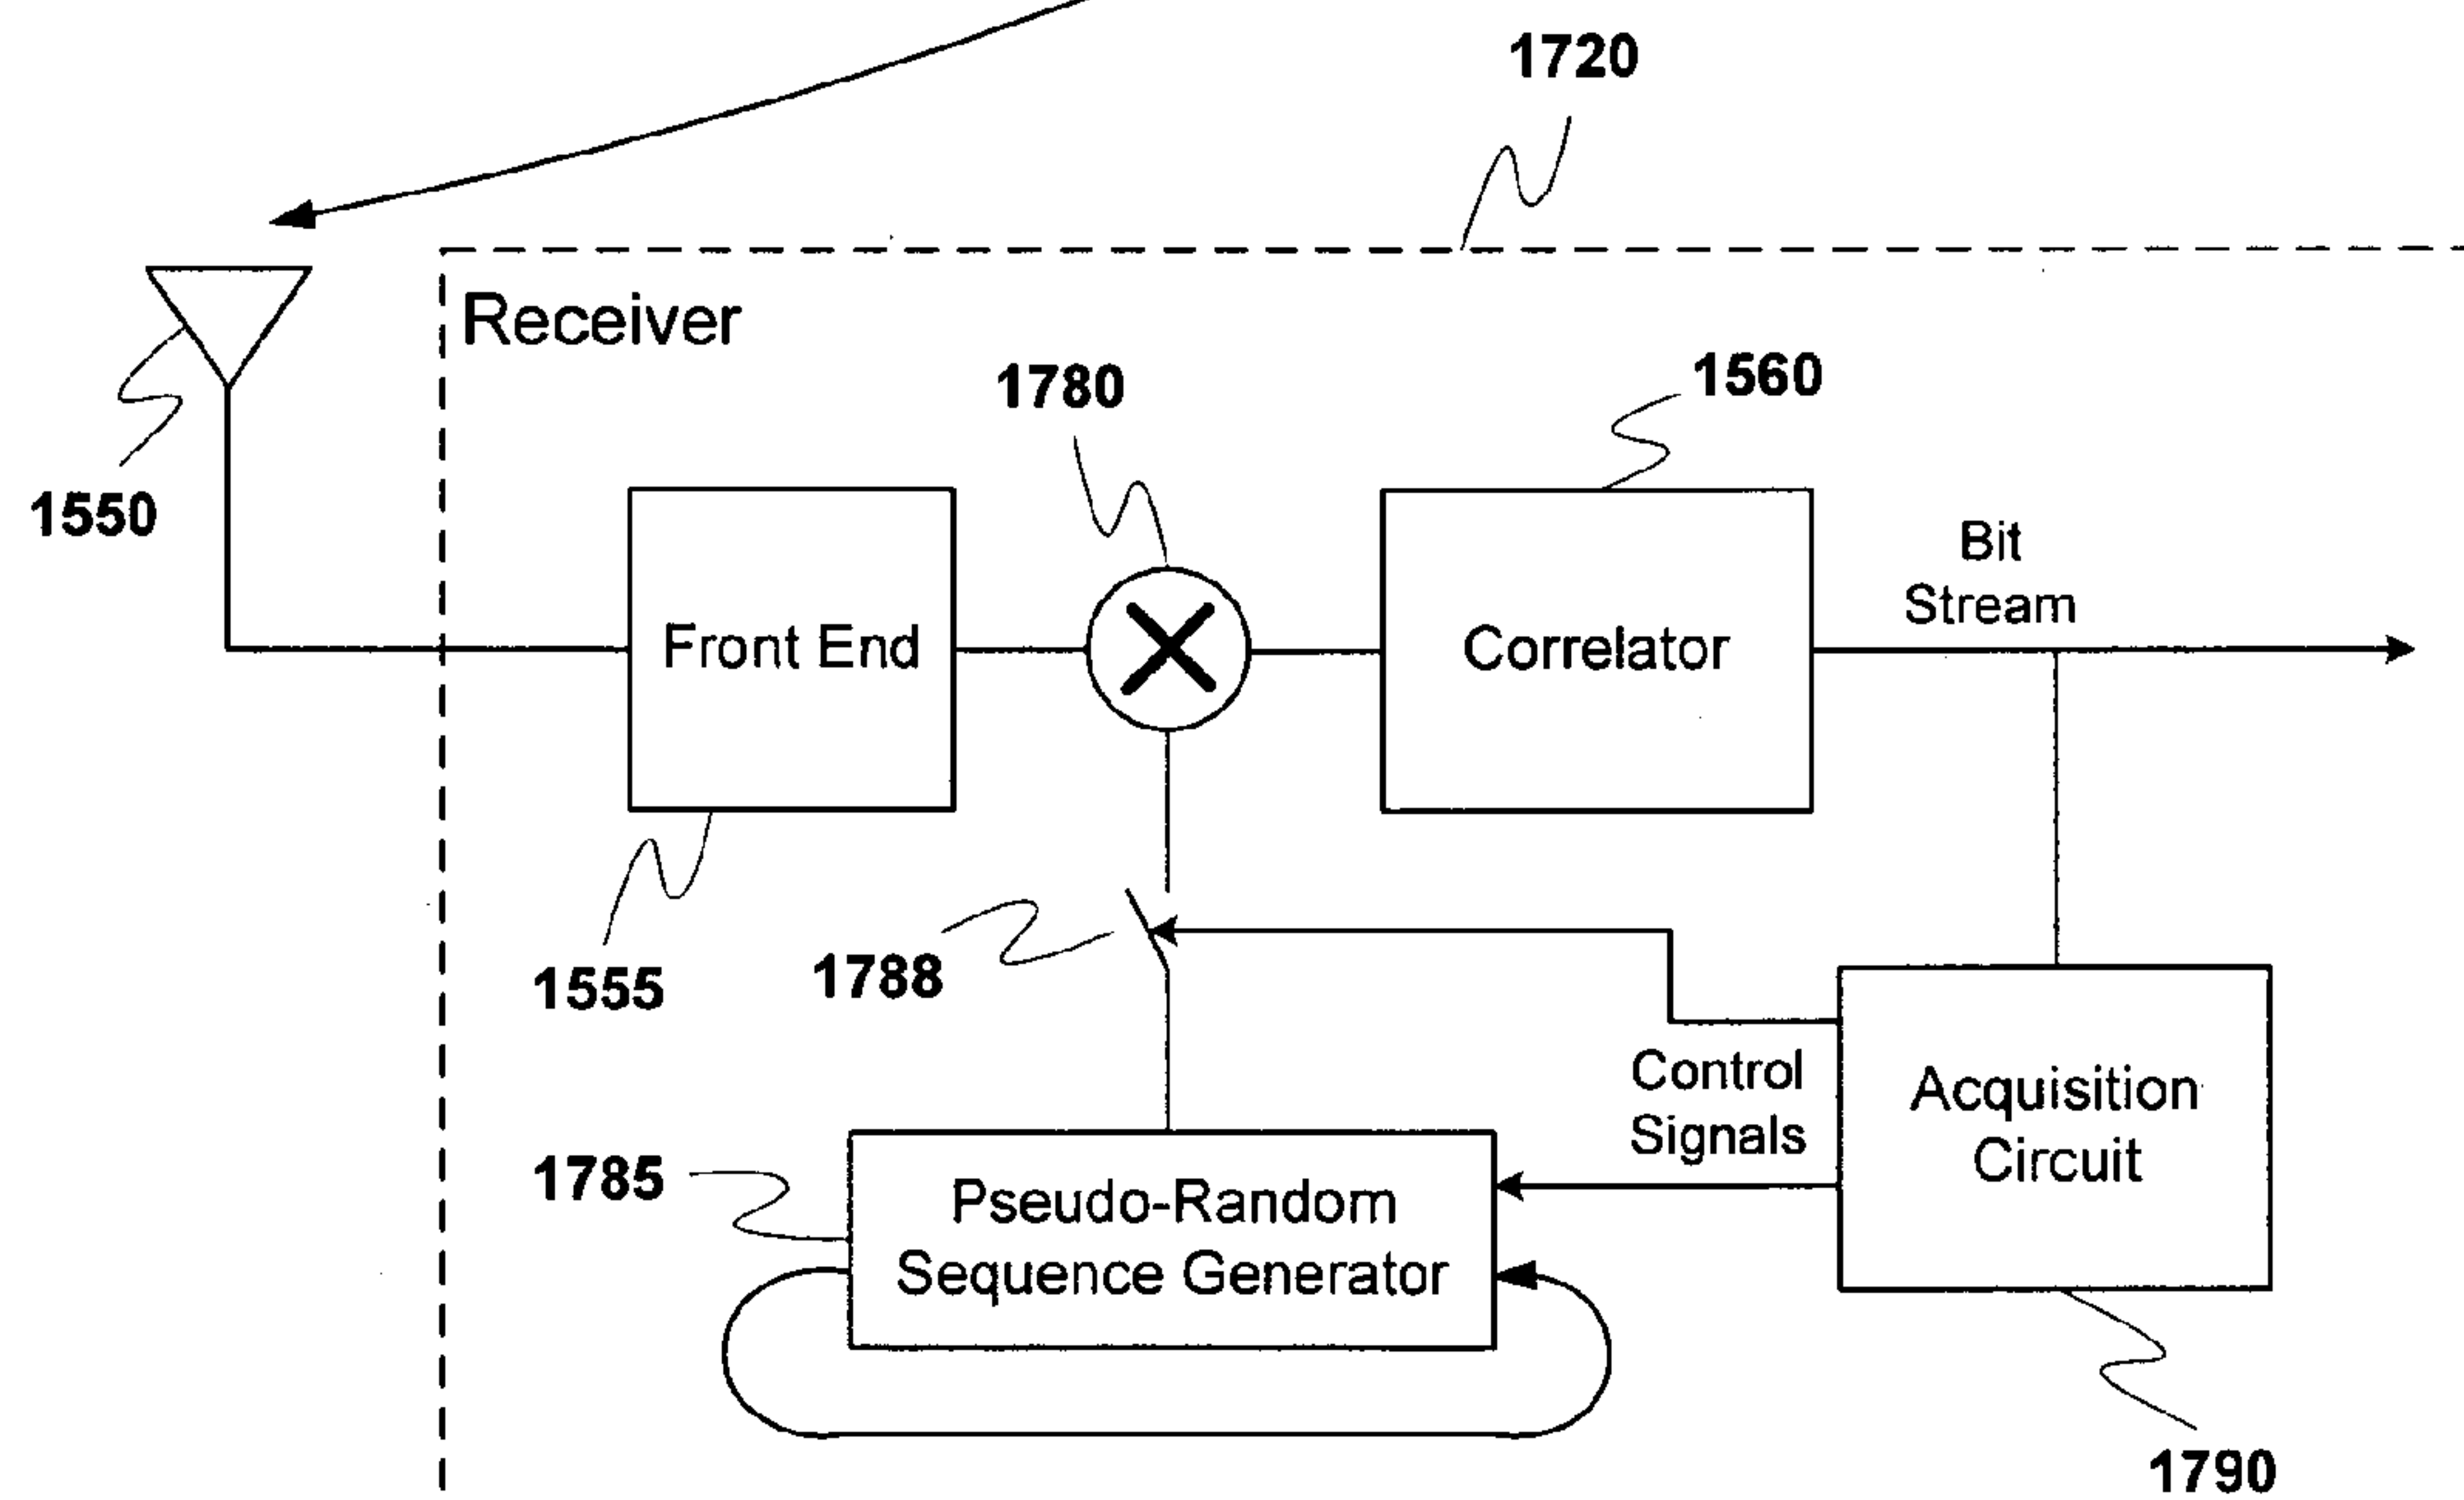 1720
Receiver
1780
1560
1550
Bit
Stream
Front End
Correlator
1555
1788
Control
Signals
Acquisition
Circuit
1785
Pseudo-Random
Sequence Generator
1790